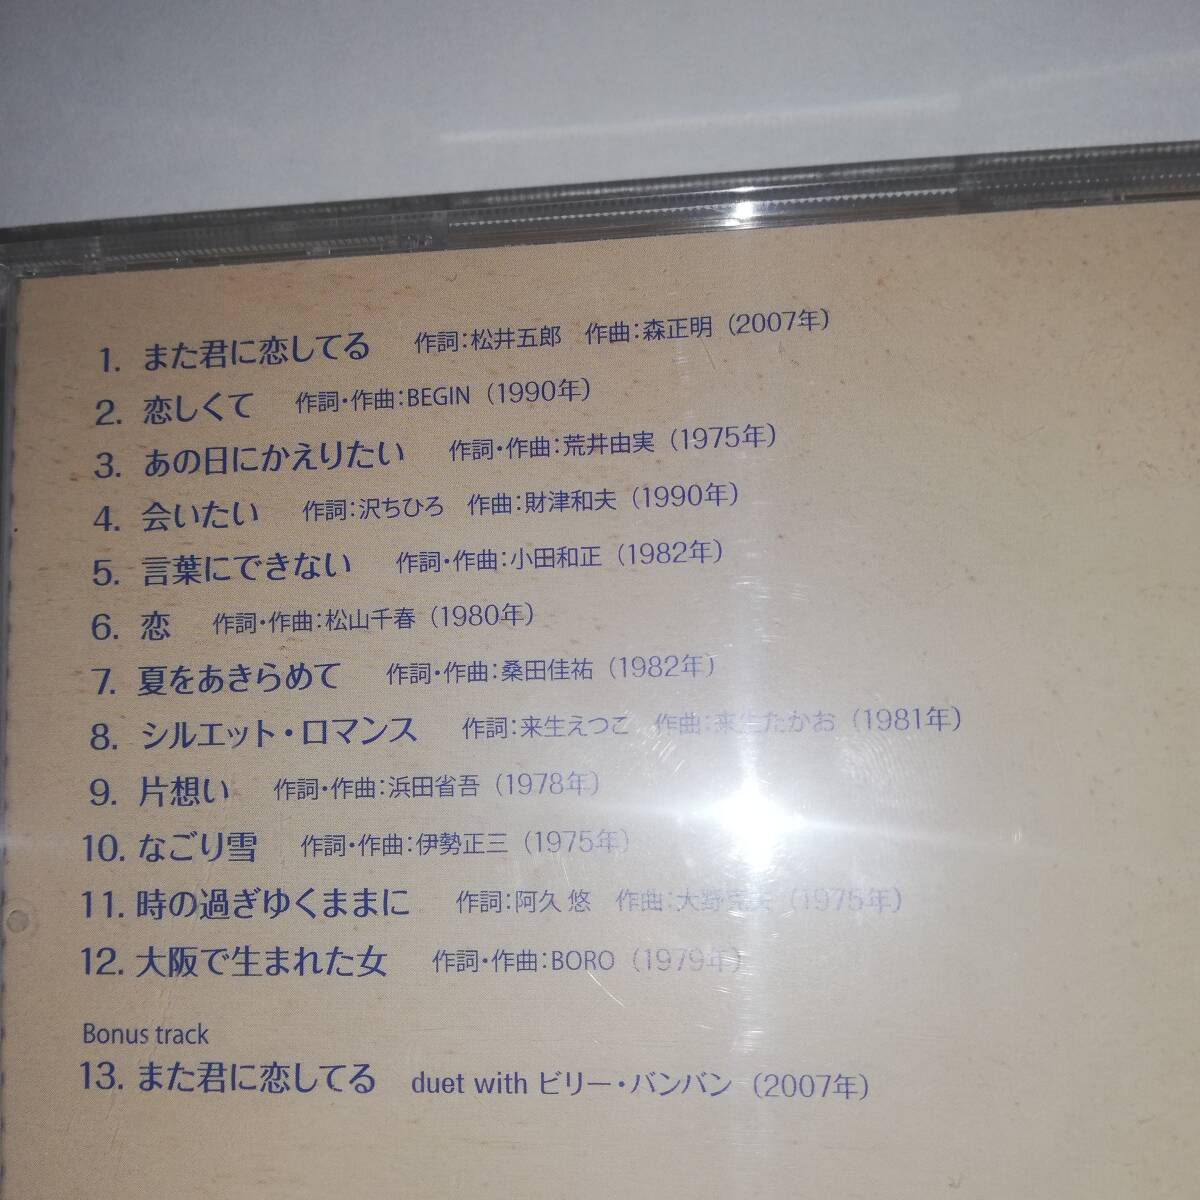 1. また君に恋してる 作詞：松井五郎 作曲：森正明（2007年）
2. 恋しくて 作詞・作曲：BEGIN（1990年）
3. あの日にかえりたい 作詞・作曲：荒井由実（1975年）
4. 会いたい 作詞：沢ちひろ 作曲：財津和夫（1990年）
5. 言葉にできない 作詞・作曲：小田和正（1982年）
6. 恋 作詞・作曲：松山千春（1980年）
7. 夏をあきらめて 作詞・作曲：桑田佳祐（1982年）
8. シルエット・ロマンス 作詞：来生えつこ 作曲：来生たかお（1981年）
9. 片想い 作詞・作曲：浜田省吾（1978年）
10. なごり雪 作詞・作曲：伊勢正三（1975年）
11. 時の過ぎゆくままに 作詞：阿久 悠 作曲：大野克夫（1975年）
12. 大阪で生まれた女 作詞・作曲：BORO（1979年）
Bonus track
13. また君に恋してる duet with ビリー・バンバン（2007年）